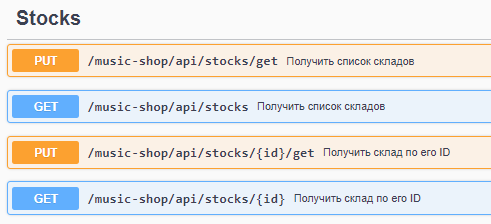 Stocks
PUT /music-shop/api/stocks/get Получить список складов
GET /music-shop/api/stocks Получить список складов
PUT /music-shop/api/stocks/{id}/get Получить склад по его ID
GET /music-shop/api/stocks/{id} Получить склад по его ID